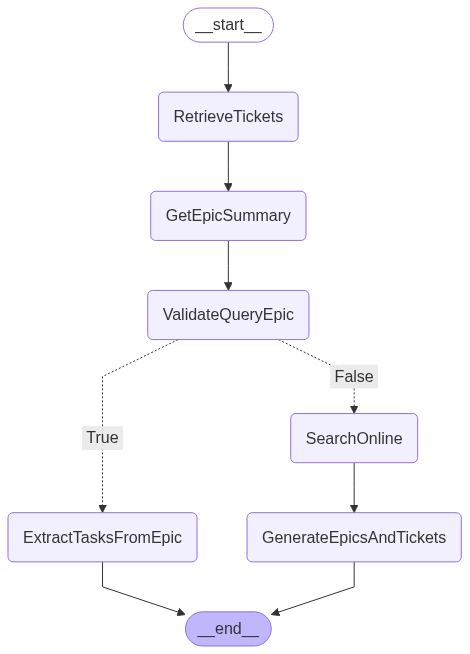 __start__
RetrieveTickets
GetEpicSummary
ValidateQueryEpic
False
True
SearchOnline
ExtractTasksFromEpic
GenerateEpicsAndTickets
__end__